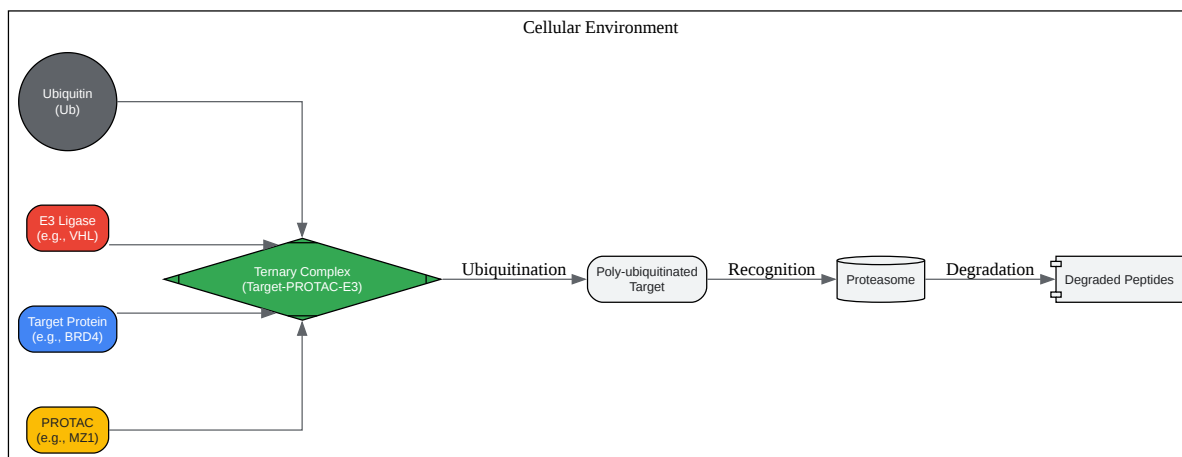 Cellular Environment
Ubiquitin
(Ub)
E3 Ligase
(e.g., VHL)
Target Protein
(e.g., BRD4)
PROTAC
(e.g., MZ1)
Ternary Complex
(Target-PROTAC-E3)
Ubiquitination
Poly-ubiquitinated
Target
Recognition
Proteasome
Degradation
Degraded Peptides